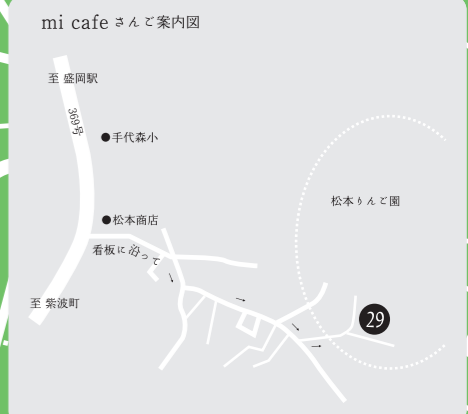 mi cafe さんご案内図
至 盛岡駅
369号
●手代森小
松本りんご園
●松本商店
看板に沿って
至 紫波町
29